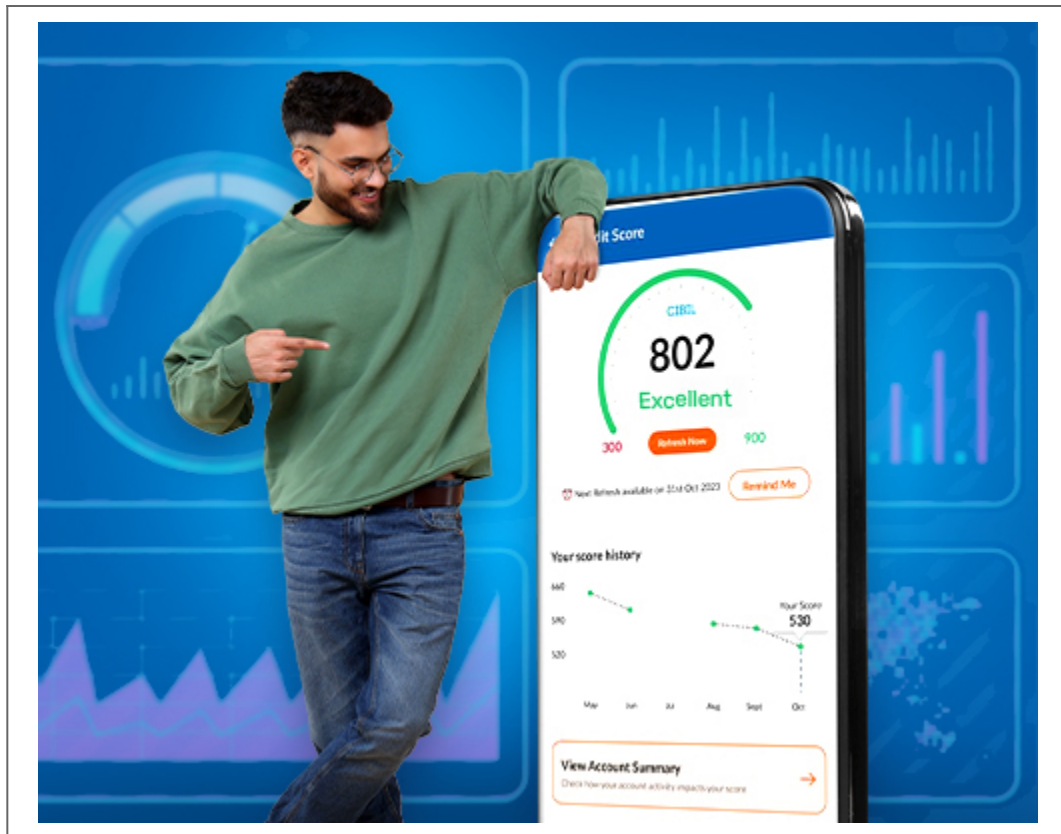 dit Score
CIBIL
802
Excellent
300
Refresh Now
900
Next Refresh available on 31st Oct 2023
Remind Me
Your score history
660
590
520
Your Score
530
May Jun Jul Aug Sept Oct
View Account Summary
Check how your account activity impacts your score